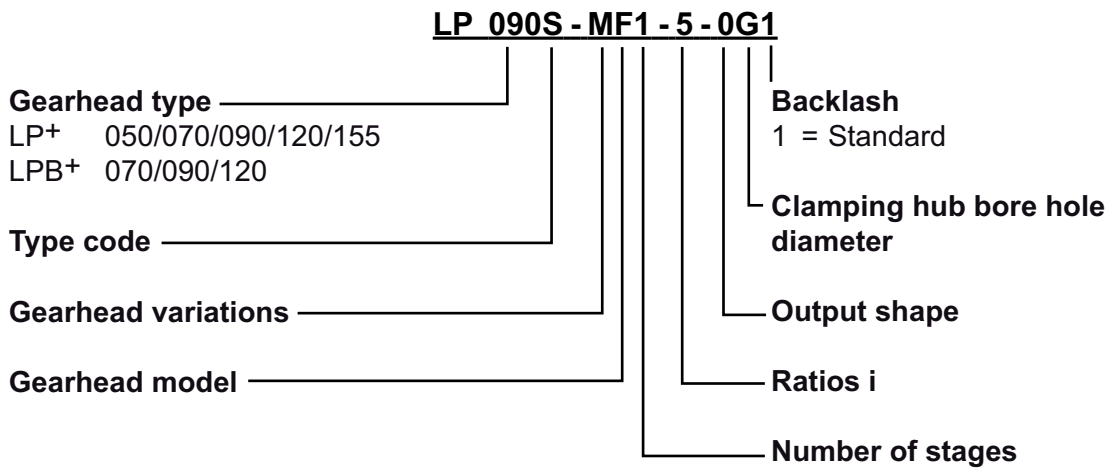 LP 090S - MF1 - 5 - 0G1
Gearhead type
LP+ 050/070/090/120/155
LPB+ 070/090/120
Type code
Gearhead variations
Gearhead model
Backlash
1 = Standard
Clamping hub bore hole
diameter
Output shape
Ratios i
Number of stages